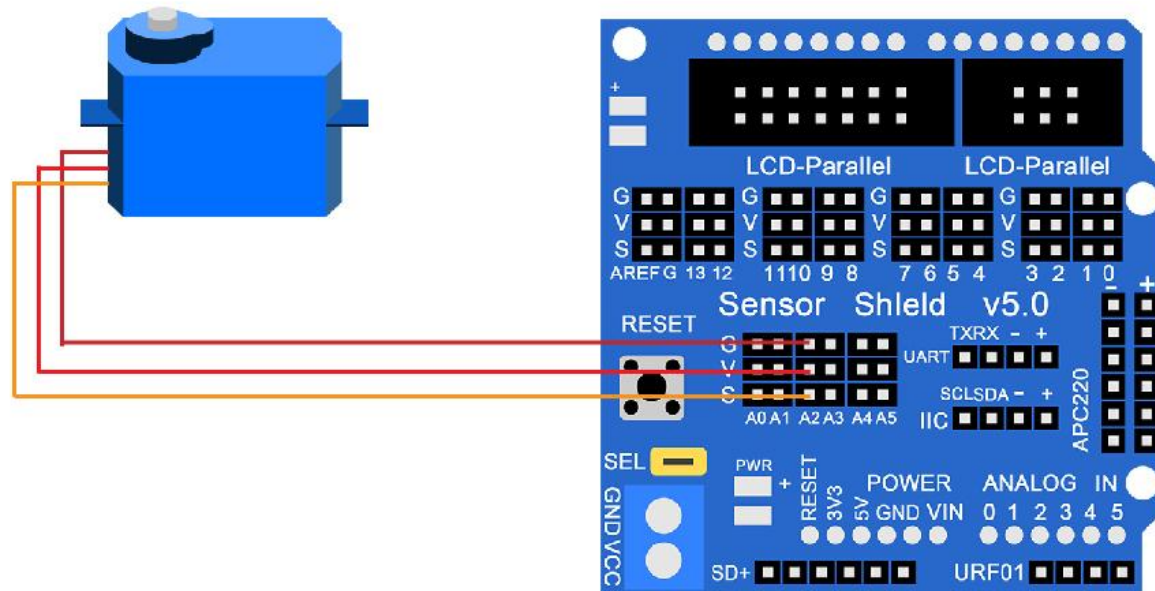 +
LCD-Parallel LCD-Parallel
G G G G
V V V V
S S S S
AREF G 13 12 1110 9 8 7 6 5 4 3 2 1 0
- +
Sensor Shleld v5.0
RESET
G
V
S
TXRX - +
UART
SCLSDA - +
IIC
A0 A1 A2 A3 A4 A5
APC220
SEL
PWR
+
GND VCC
RESET
3V3
5V
POWER
GND VIN
ANALOG IN
0 1 2 3 4 5
SD+
URF01